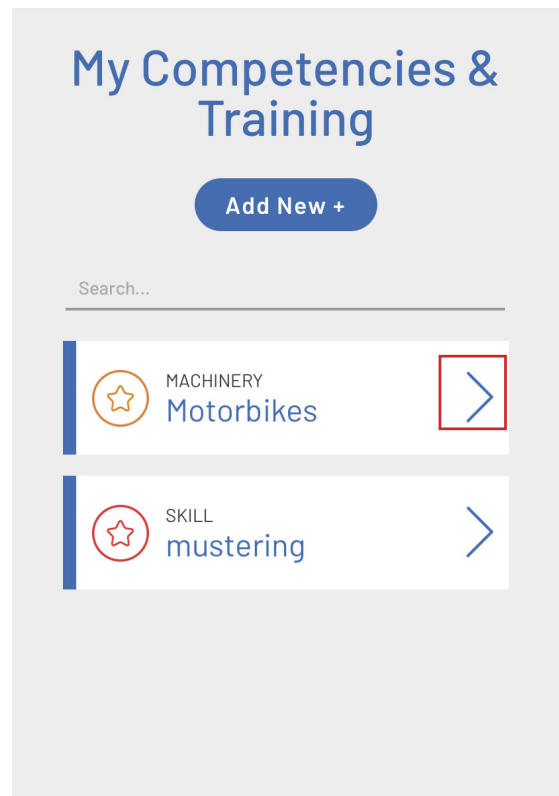 My Competencies &
Training
Add New +
Search...
MACHINERY
Motorbikes
SKILL
mustering